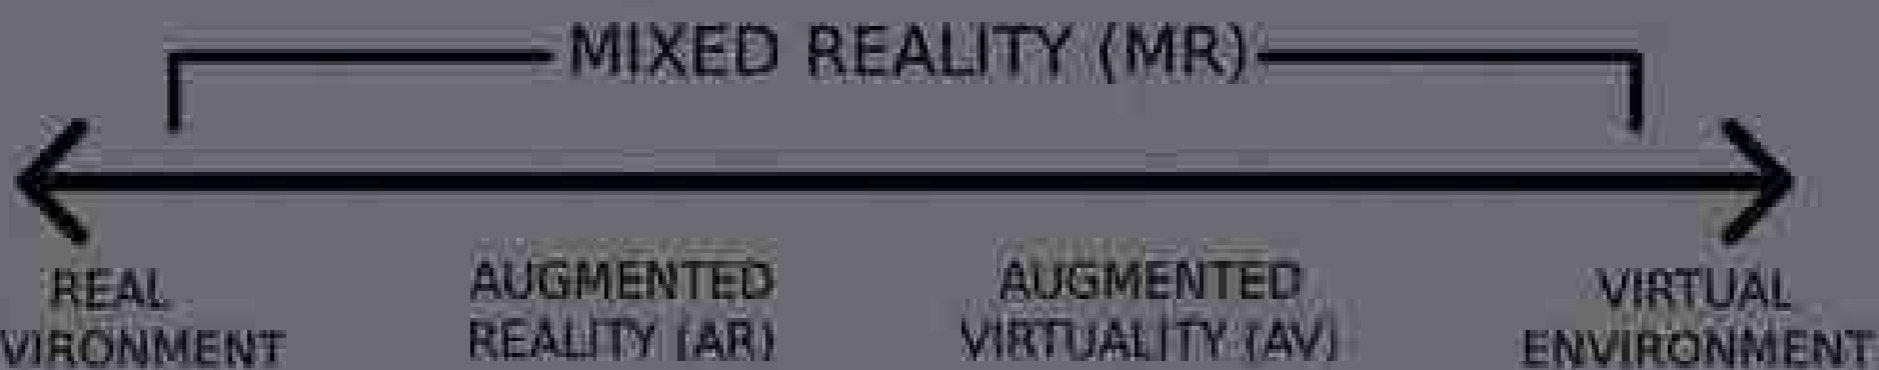 MIXED REALITY (MR)
REAL
VIRONMENT
AUGMENTED
REALITY (AR)
AUGMENTED
VIRTUALITY (AV)
VIRTUAL
ENVIRONMENT